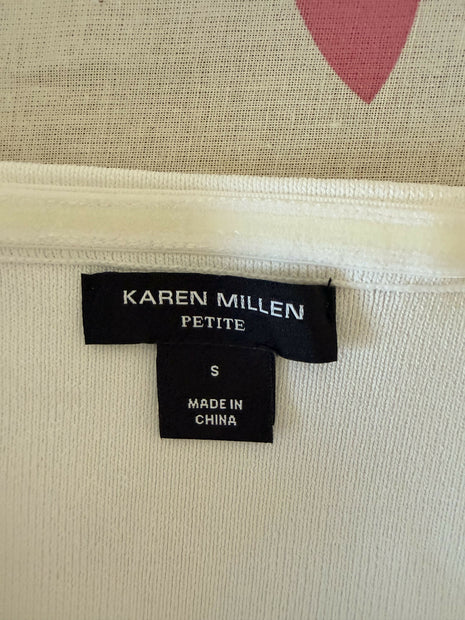 KAREN MILLEN
PETITE
S
MADE IN
CHINA